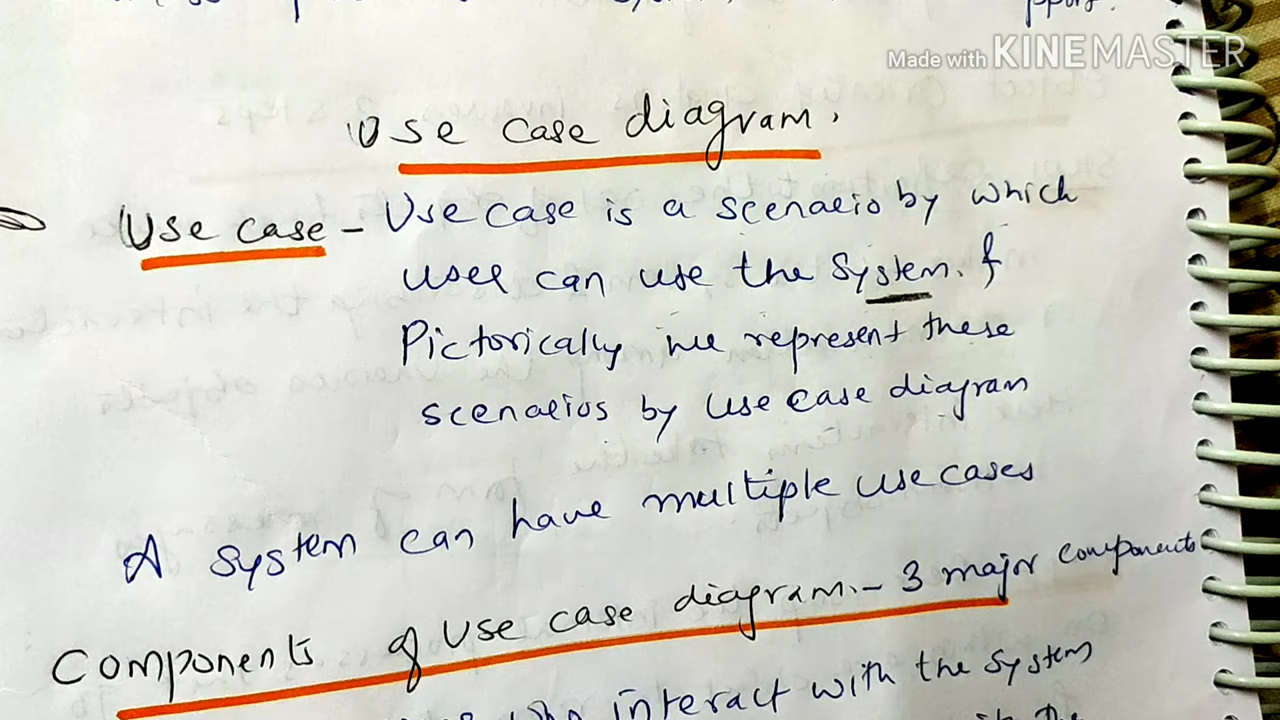 Made with KINEMASTER
Use case diagram.
Use case - Use case is a scenario by which
user can use the system. &
Pictorically we represent these
scenarios by use case diagram
A system can have multiple use cases
Components of Use case diagram.- 3 major components
who interact with the system